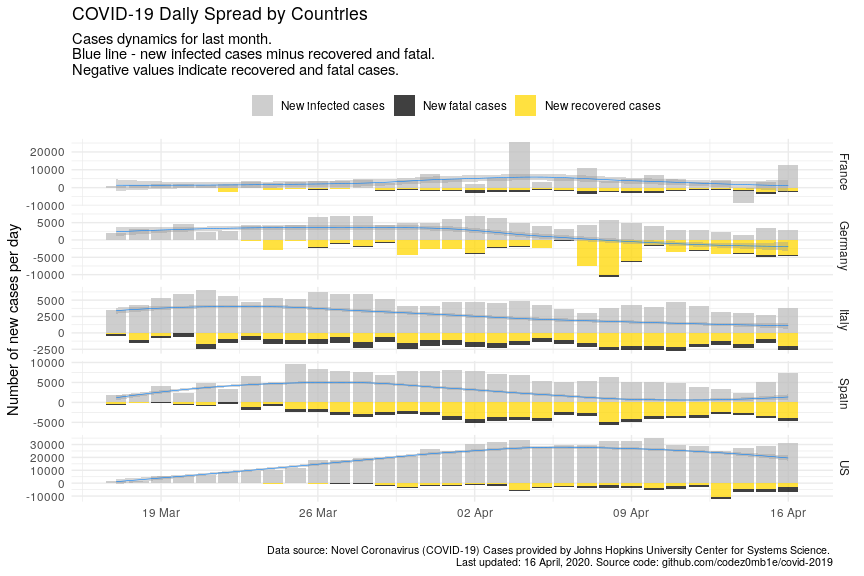 COVID-19 Daily Spread by Countries
Cases dynamics for last month.
Blue line - new infected cases minus recovered and fatal.
Negative values indicate recovered and fatal cases.
New infected cases New fatal cases New recovered cases
Number of new cases per day
20000
10000
0
-10000
France
5000
0
-5000
-10000
Germany
5000
2500
0
-2500
Italy
10000
5000
0
-5000
Spain
30000
20000
10000
0
-10000
US
19 Mar 26 Mar 02 Apr 09 Apr 16 Apr
Data source: Novel Coronavirus (COVID-19) Cases provided by Johns Hopkins University Center for Systems Science.
Last updated: 16 April, 2020. Source code: github.com/codez0mb1e/covid-2019